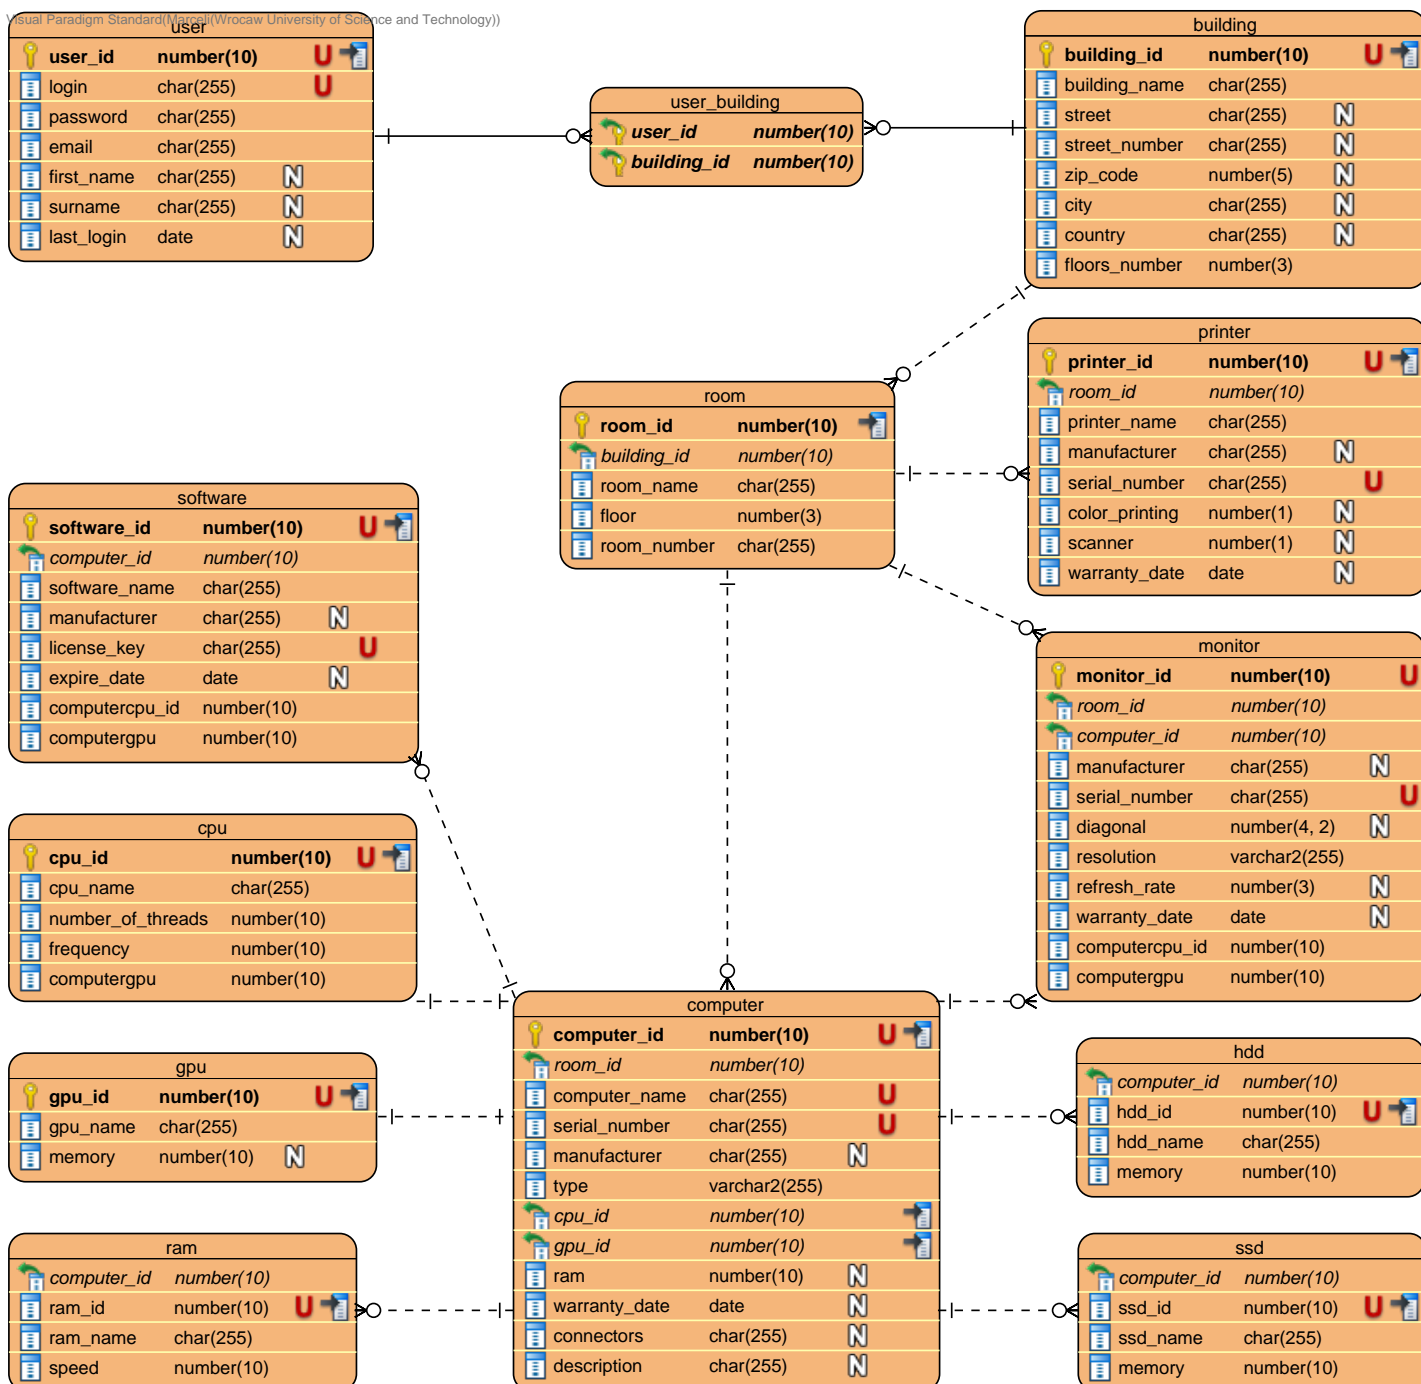 Visual Paradigm Standard(Marceli(Wrocaw University of Science and Technology))
user
user_id number(10) U
login char(255) U
password char(255)
email char(255)
first_name char(255) N
surname char(255) N
last_login date N
user_building
user_id number(10)
building_id number(10)
building
building_id number(10) U
building_name char(255)
street char(255) N
street_number char(255) N
zip_code number(5) N
city char(255) N
country char(255) N
floors_number number(3)
printer
printer_id number(10) U
room_id number(10)
printer_name char(255)
manufacturer char(255) N
serial_number char(255) U
color_printing number(1) N
scanner number(1) N
warranty_date date N
room
room_id number(10)
building_id number(10)
room_name char(255)
floor number(3)
room_number char(255)
software
software_id number(10) U
computer_id number(10)
software_name char(255)
manufacturer char(255) N
license_key char(255) U
expire_date date N
computercpu_id number(10)
computergpu number(10)
monitor
monitor_id number(10) U
room_id number(10)
computer_id number(10)
manufacturer char(255) N
serial_number char(255) U
diagonal number(4, 2) N
resolution varchar2(255)
refresh_rate number(3) N
warranty_date date N
computercpu_id number(10)
computergpu number(10)
cpu
cpu_id number(10) U
cpu_name char(255)
number_of_threads number(10)
frequency number(10)
computergpu number(10)
computer
computer_id number(10) U
room_id number(10)
computer_name char(255) U
serial_number char(255) U
manufacturer char(255) N
type varchar2(255)
cpu_id number(10)
gpu_id number(10)
ram number(10) N
warranty_date date N
connectors char(255) N
description char(255) N
gpu
gpu_id number(10) U
gpu_name char(255)
memory number(10) N
hdd
computer_id number(10)
hdd_id number(10) U
hdd_name char(255)
memory number(10)
ram
computer_id number(10)
ram_id number(10) U
ram_name char(255)
speed number(10)
ssd
computer_id number(10)
ssd_id number(10) U
ssd_name char(255)
memory number(10)